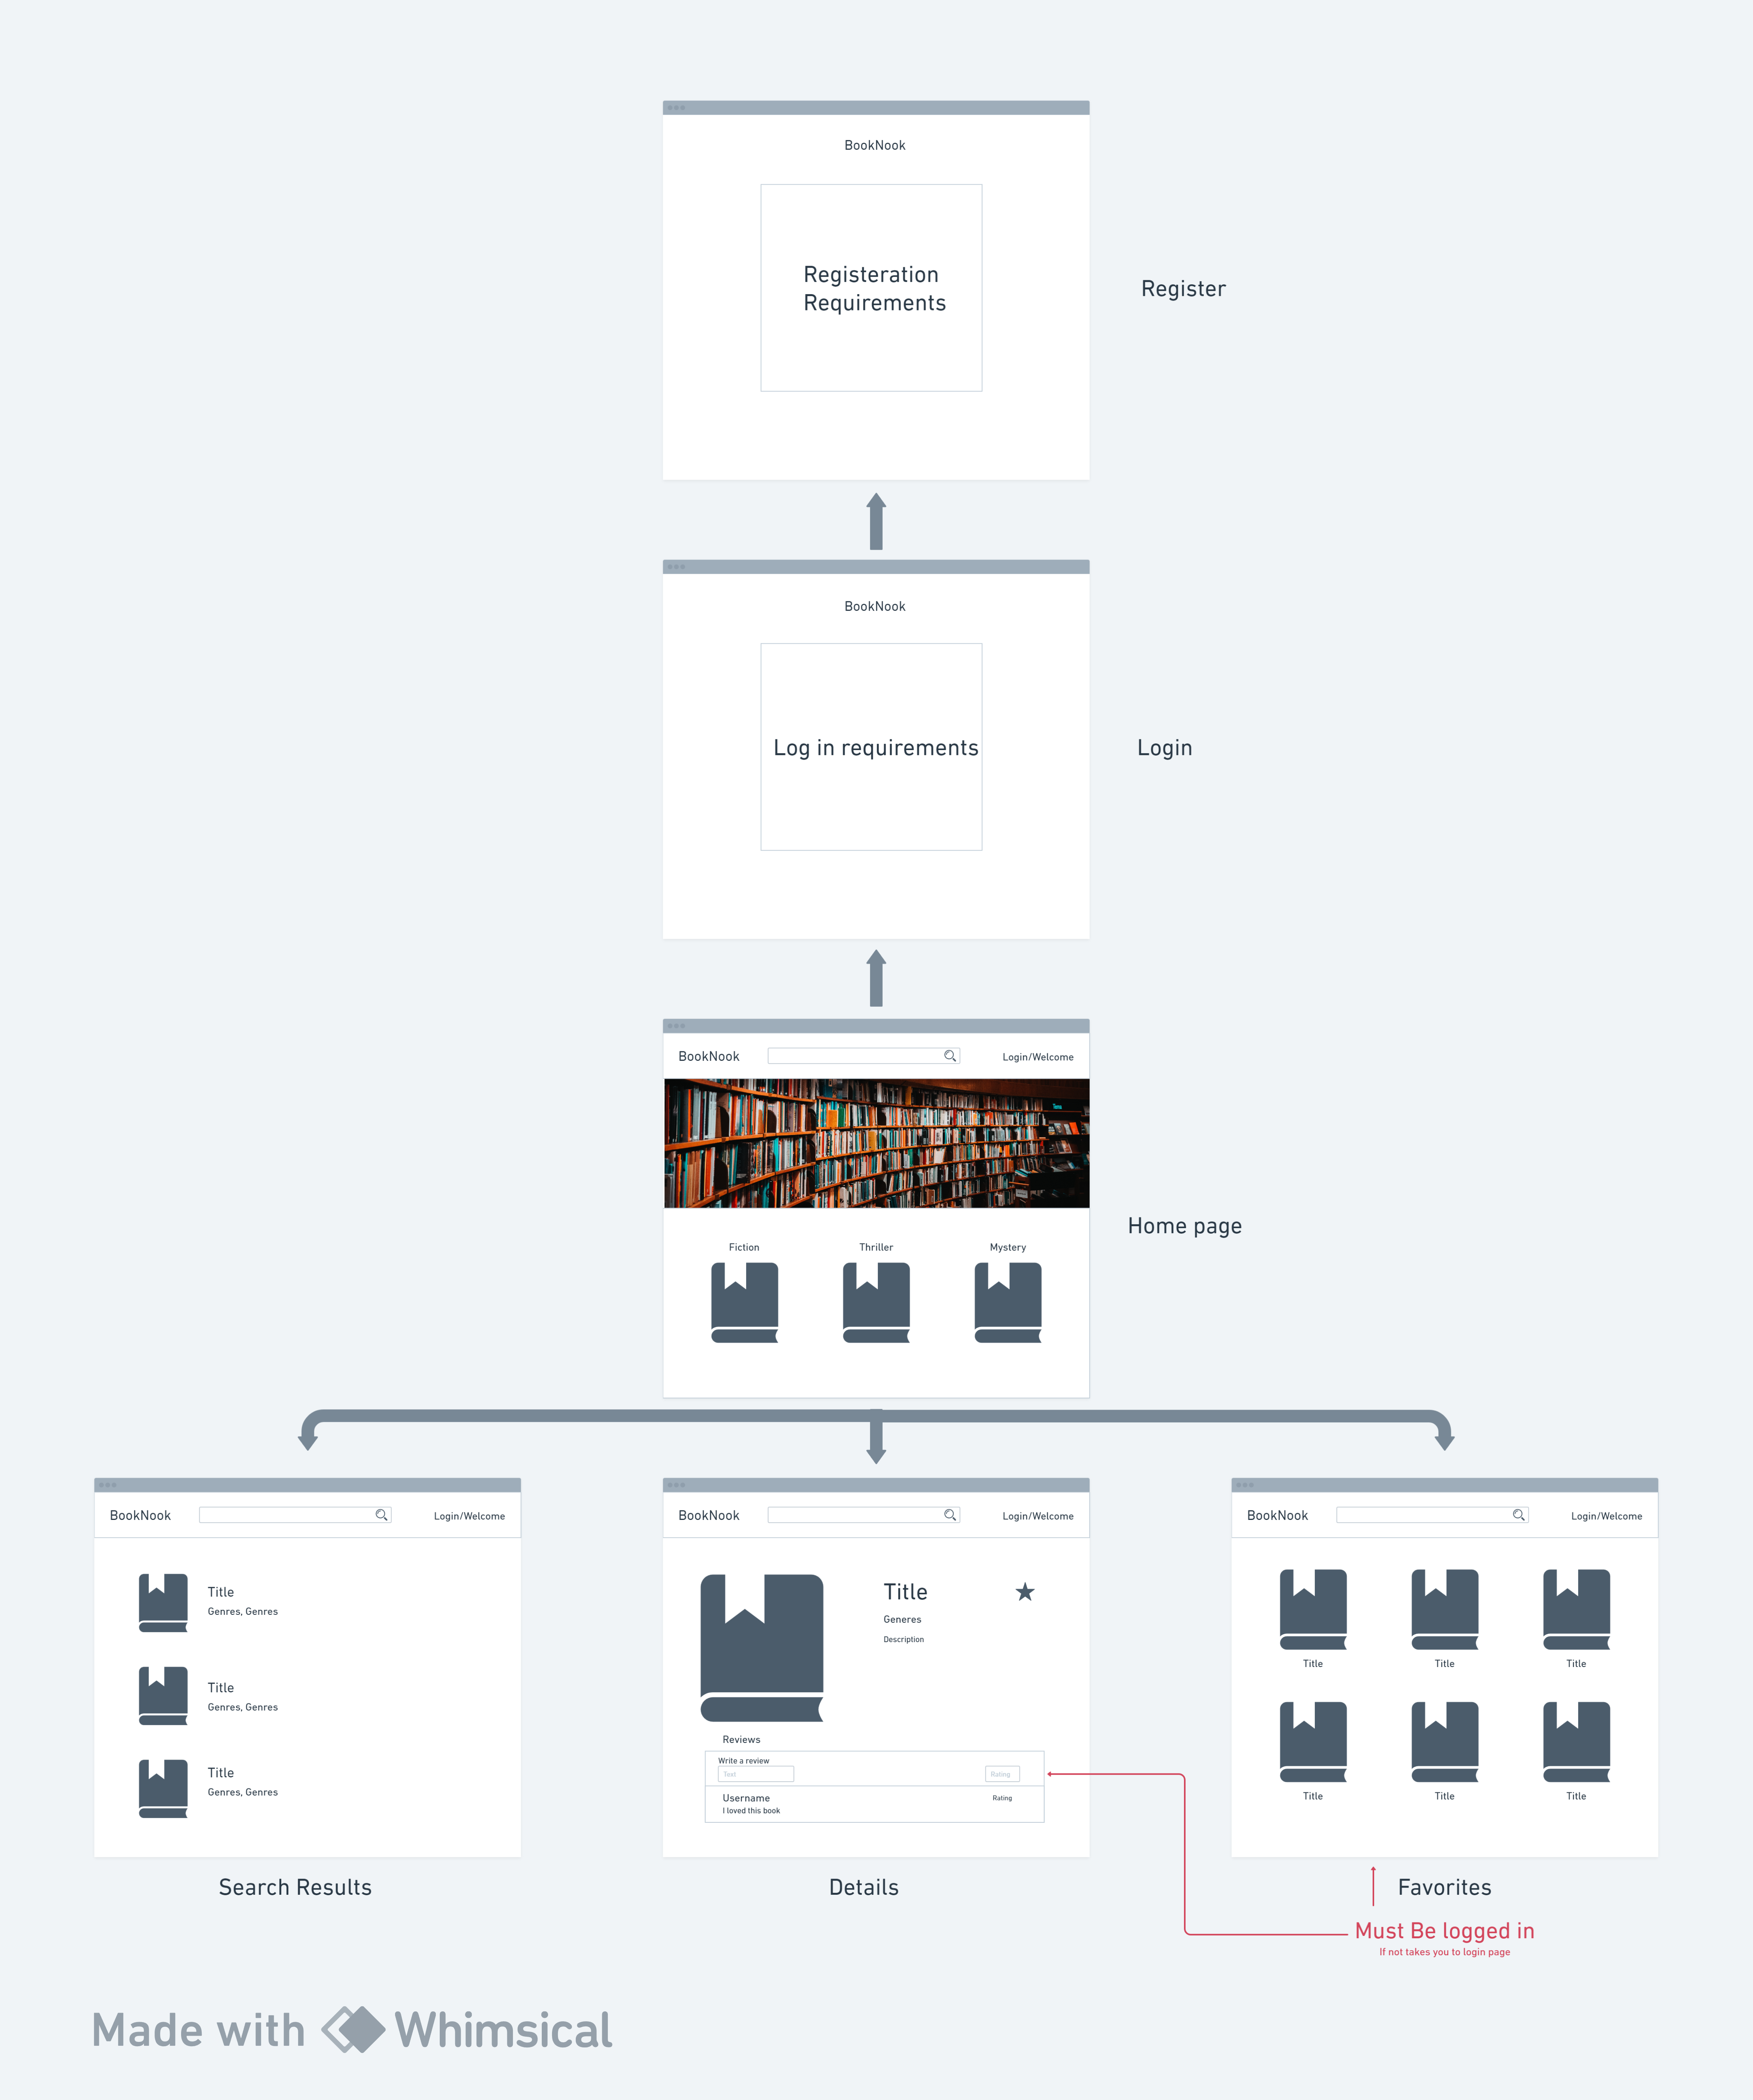 BookNook
Registeration
Requirements
Register
BookNook
Log in requirements
Login
BookNook
Login/Welcome
Home page
Fiction
Thriller
Mystery
BookNook
Login/Welcome
Title
Genres, Genres
Title
Genres, Genres
Title
Genres, Genres
Search Results
BookNook
Login/Welcome
Title
Generes
Description
Reviews
Write a review
Text
Rating
Username
Rating
I loved this book
Details
BookNook
Login/Welcome
Title
Title
Title
Title
Title
Title
Favorites
Must Be logged in
If not takes you to login page
Made with Whimsical